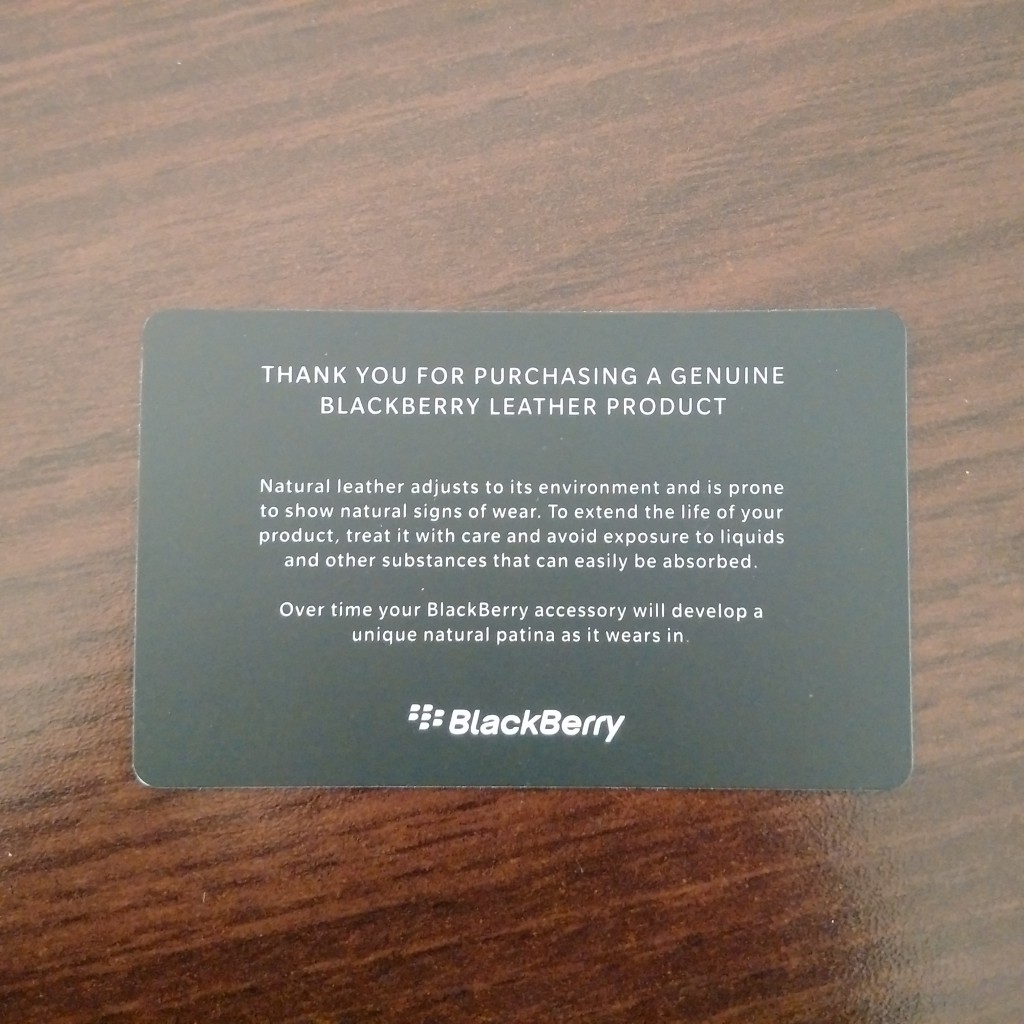 THANK YOU FOR PURCHASING A GENUINE
BLACKBERRY LEATHER PRODUCT
Natural leather adjusts to its environment and is prone
to show natural signs of wear. To extend the life of your
product, treat it with care and avoid exposure to liquids
and other substances that can easily be absorbed.
Over time your BlackBerry accessory will develop a
unique natural patina as it wears in.
BlackBerry